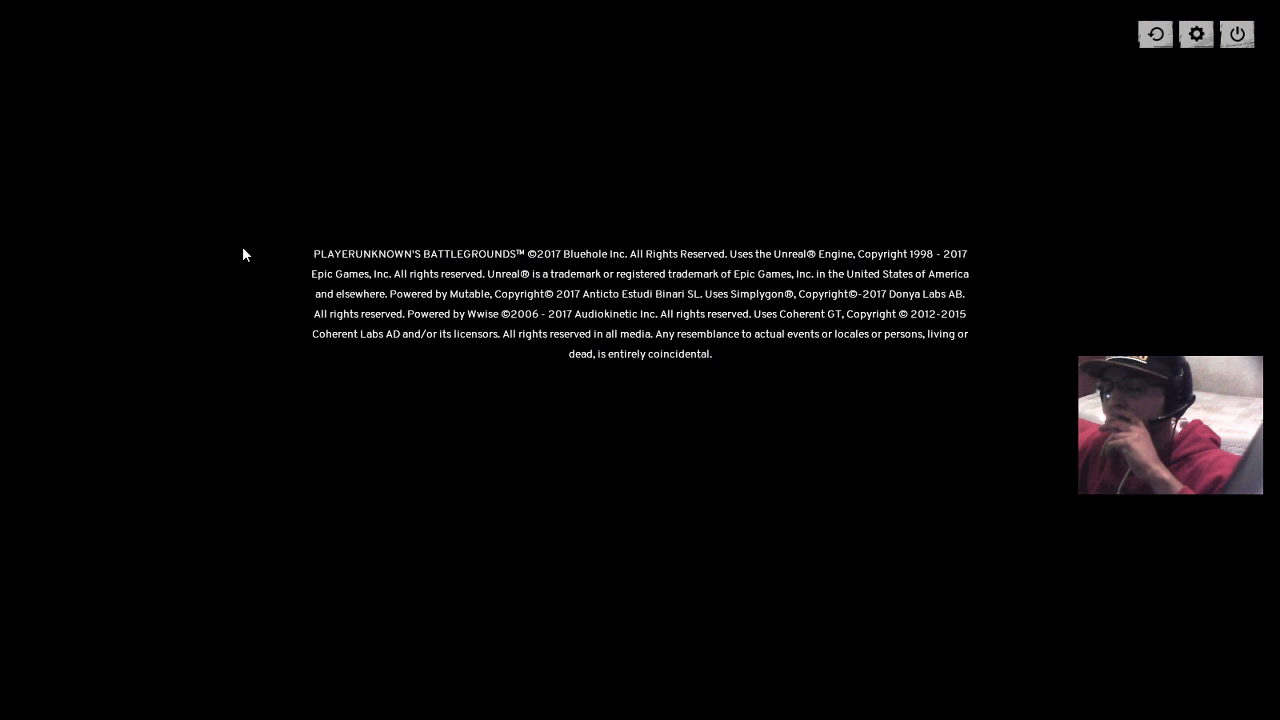 PLAYERUNKNOWN'S BATTLEGROUNDS™ ©2017 Bluehole Inc. All Rights Reserved. Uses the Unreal® Engine, Copyright 1998 - 2017
Epic Games, Inc. All rights reserved. Unreal® is a trademark or registered trademark of Epic Games, Inc. in the United States of America
and elsewhere. Powered by Mutable, Copyright© 2017 Anticto Estudi Binari SL. Uses Simplygon®, Copyright©-2017 Donya Labs AB.
All rights reserved. Powered by Wwise ©2006 - 2017 Audiokinetic Inc. All rights reserved. Uses Coherent GT, Copyright © 2012-2015
Coherent Labs AD and/or its licensors. All rights reserved in all media. Any resemblance to actual events or locales or persons, living or
dead, is entirely coincidental.